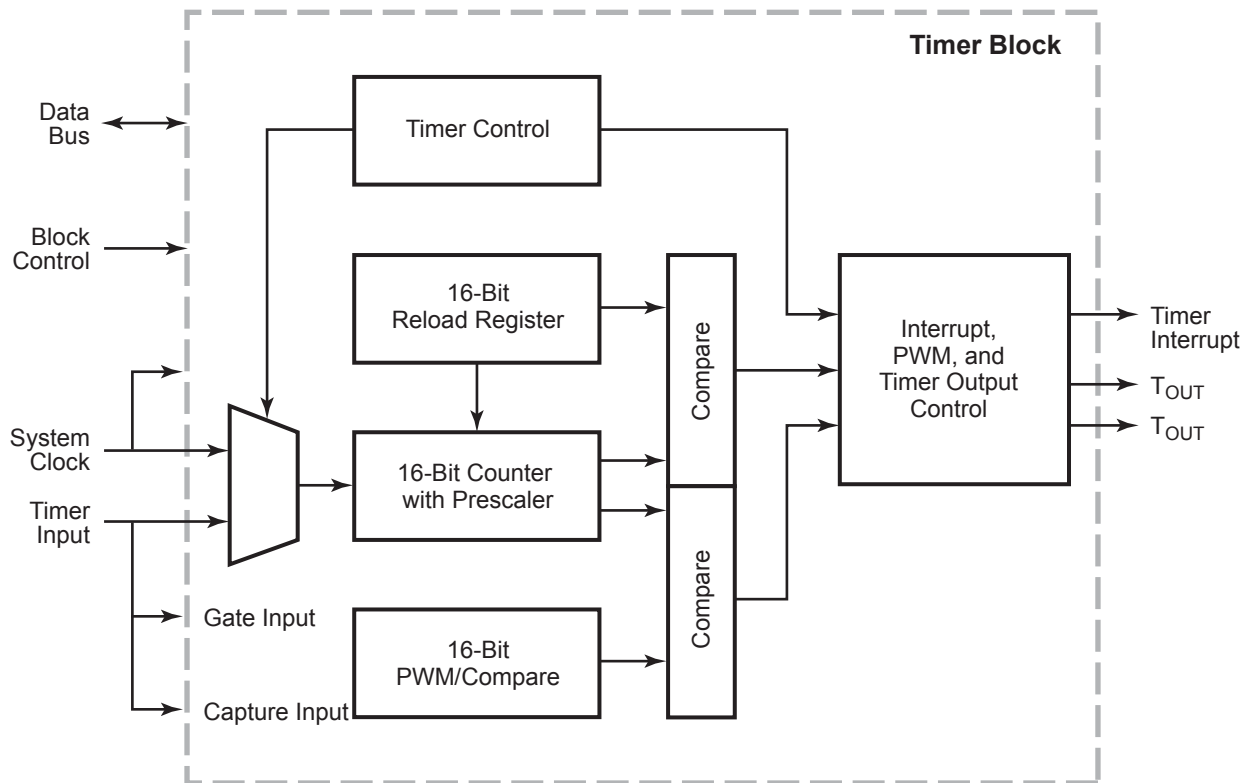 Timer Block
Data
Bus
Timer Control
Block
Control
16-Bit
Reload Register
Compare
Interrupt,
PWM, and
Timer Output
Control
Timer
Interrupt
TOUT
TOUT
System
Clock
16-Bit Counter
with Prescaler
Timer
Input
Compare
Gate Input
16-Bit
PWM/Compare
Capture Input